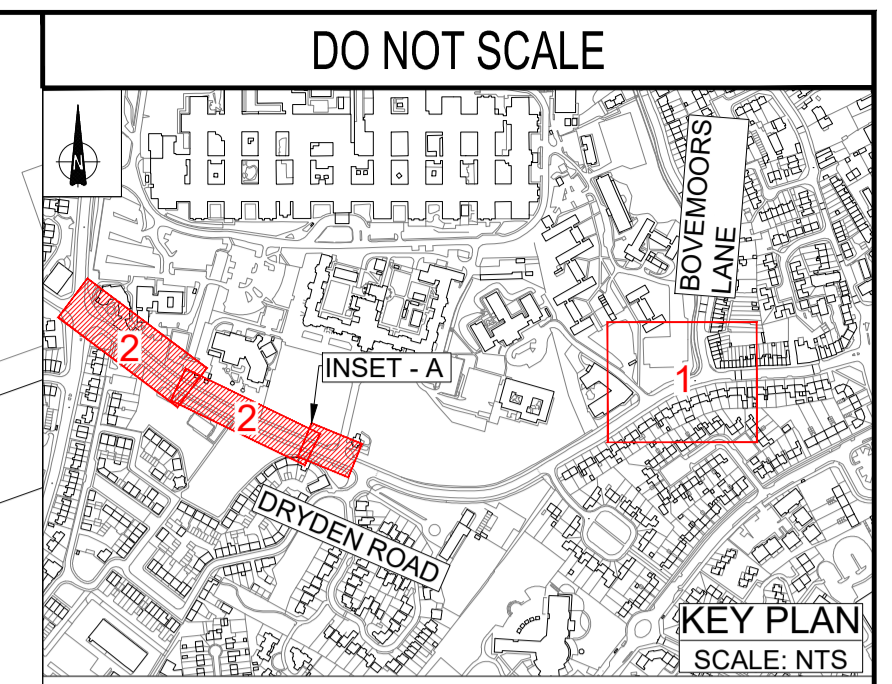 DO NOT SCALE
N
BOVEMOORS
LANE
2
INSET - A
1
2
DRYDEN ROAD
KEY PLAN
SCALE: NTS